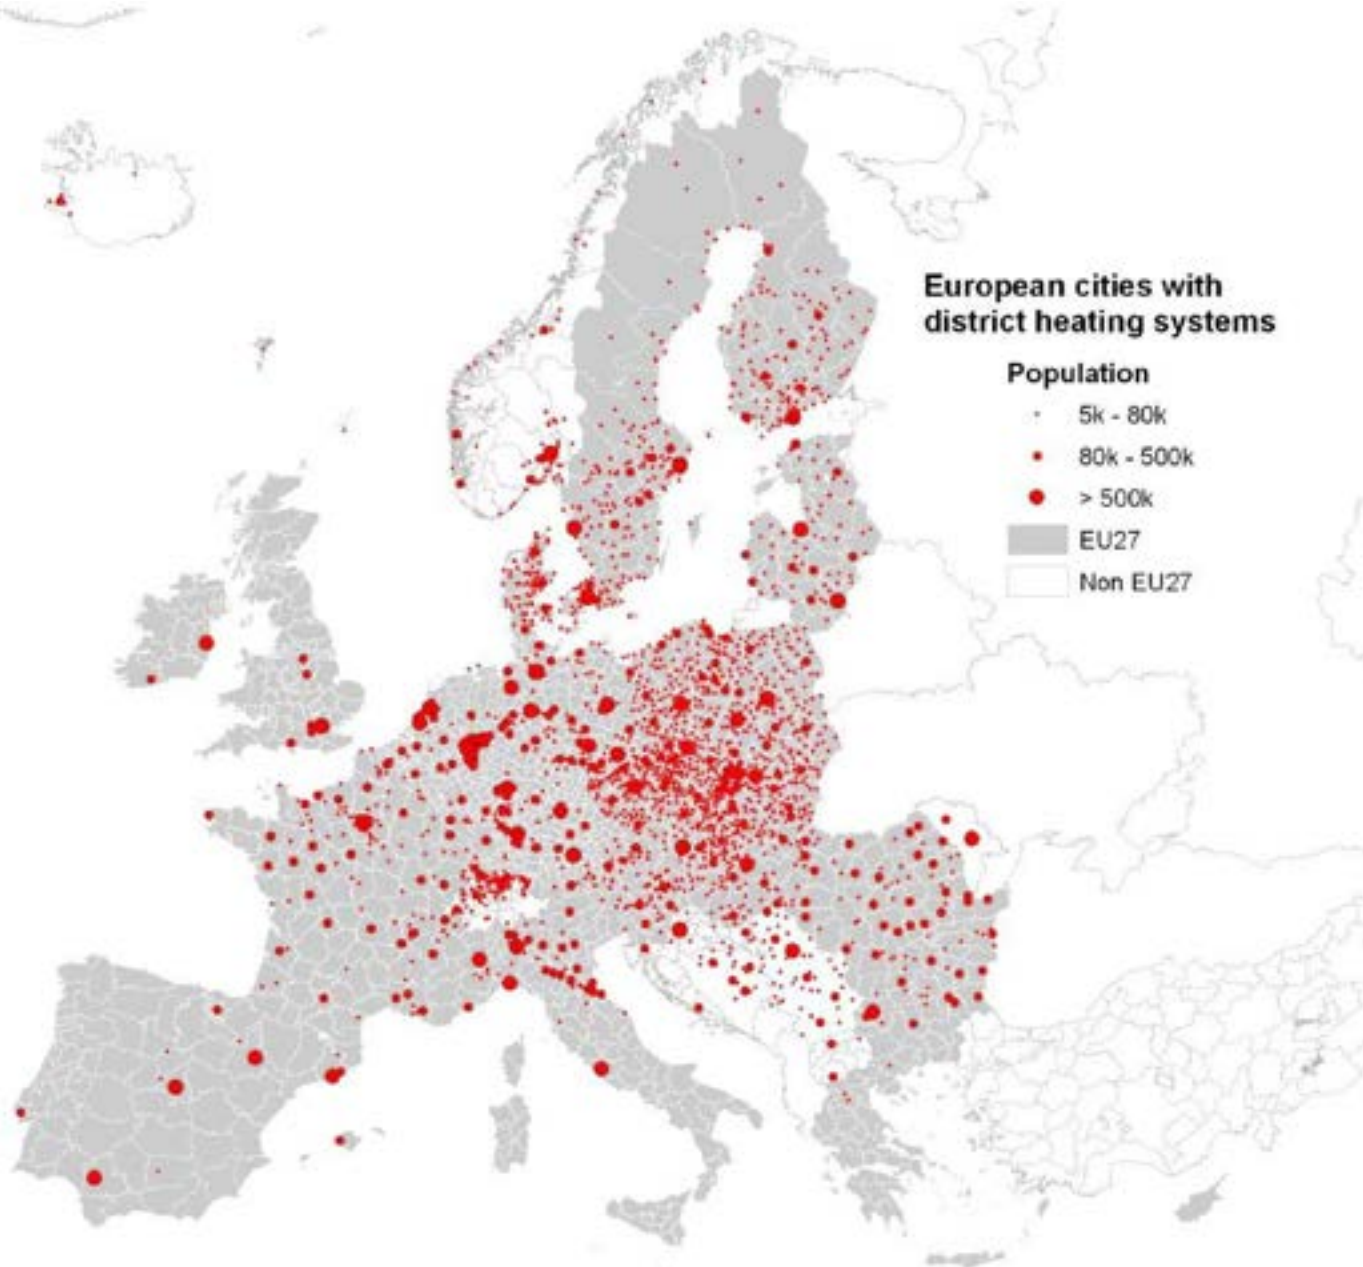 European cities with
district heating systems
Population
5k - 80k
80k - 500k
> 500k
EU27
Non EU27